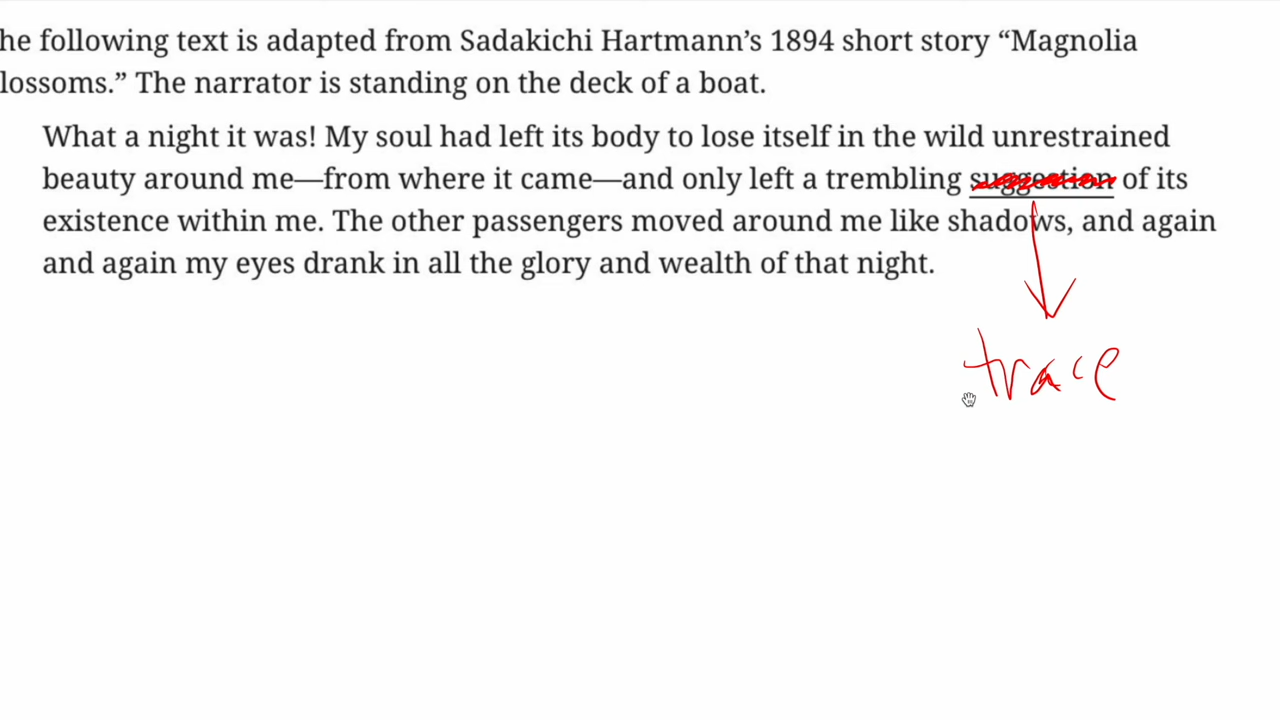 he following text is adapted from Sadakichi Hartmann’s 1894 short story “Magnolia
lossoms.” The narrator is standing on the deck of a boat.
What a night it was! My soul had left its body to lose itself in the wild unrestrained
beauty around me—from where it came—and only left a trembling suggestion of its
existence within me. The other passengers moved around me like shadows, and again
and again my eyes drank in all the glory and wealth of that night.
trace